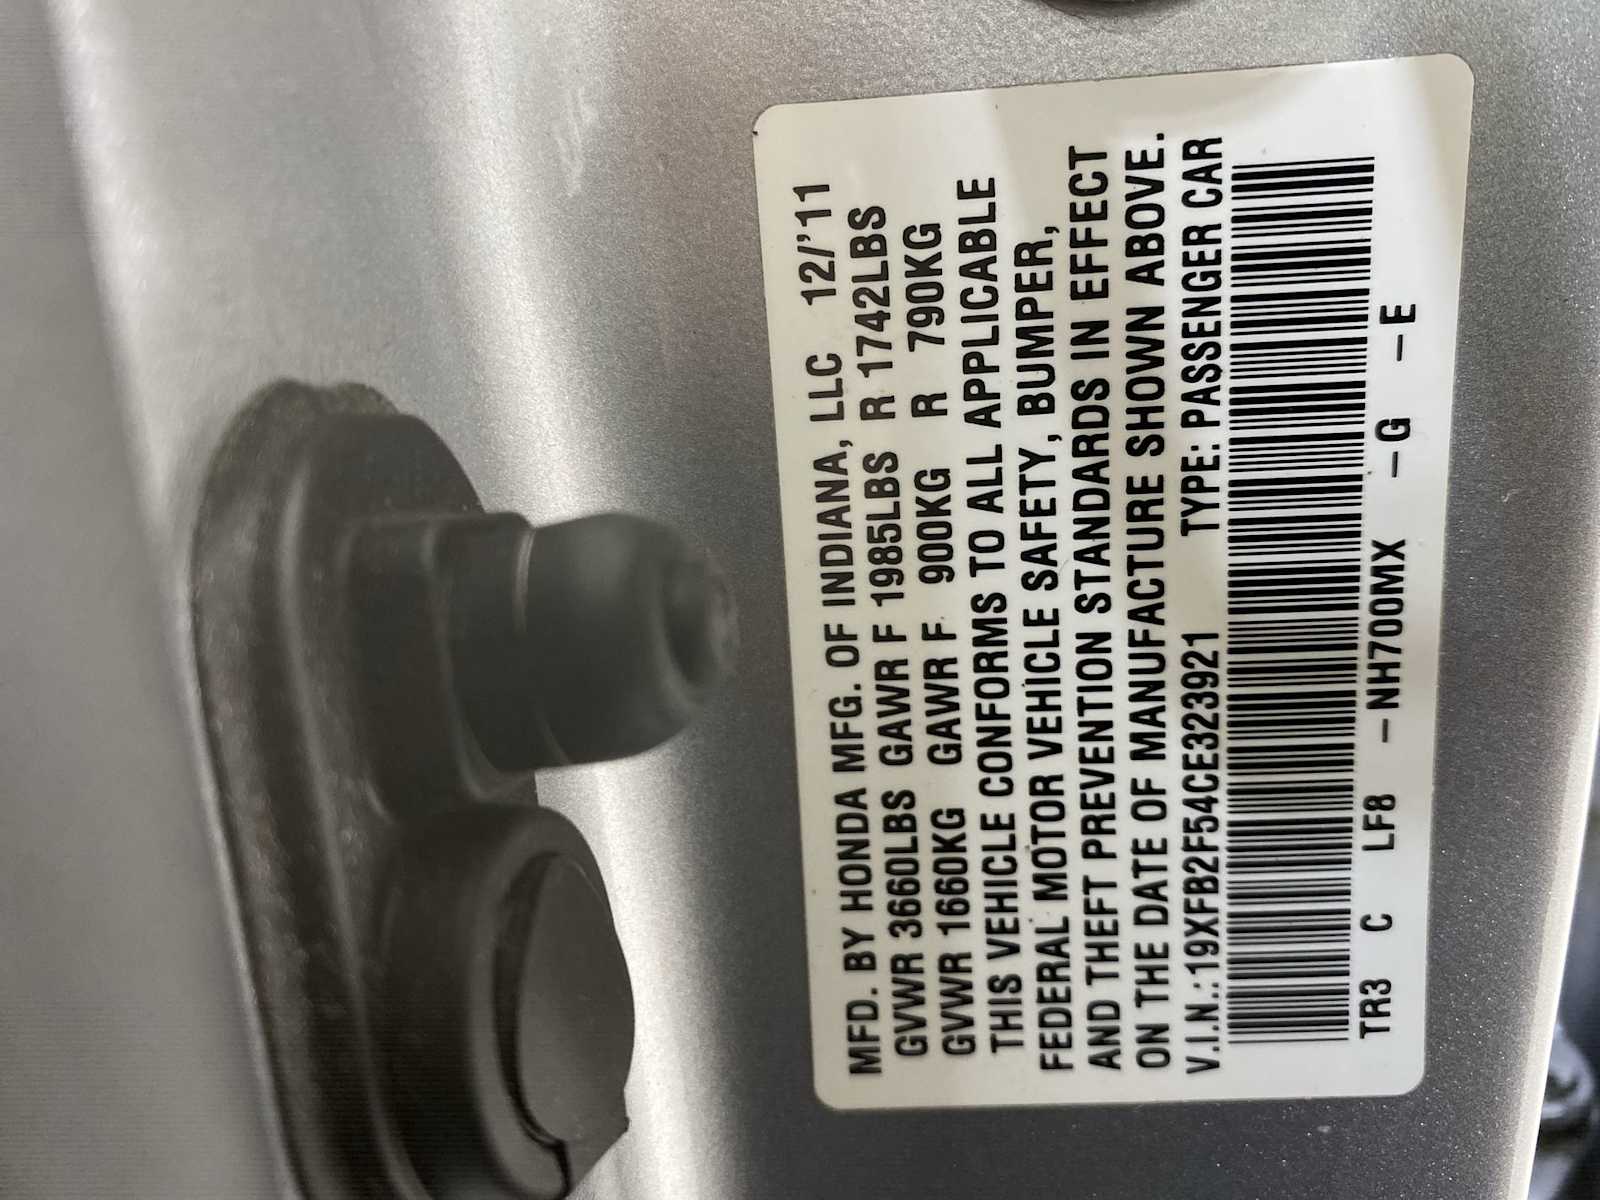 MFD. BY HONDA MFG. OF INDIANA, LLC 12/'11
GVWR 3660LBS GAWR F 1985LBS R 1742LBS
GVWR 1660KG GAWR F 900KG R 790KG
THIS VEHICLE CONFORMS TO ALL APPLICABLE
FEDERAL MOTOR VEHICLE SAFETY, BUMPER,
AND THEFT PREVENTION STANDARDS IN EFFECT
ON THE DATE OF MANUFACTURE SHOWN ABOVE.
V.I.N.:19XFB2F54CE323921 TYPE: PASSENGER CAR
TR3 C LF8 –NH700MX –G –E